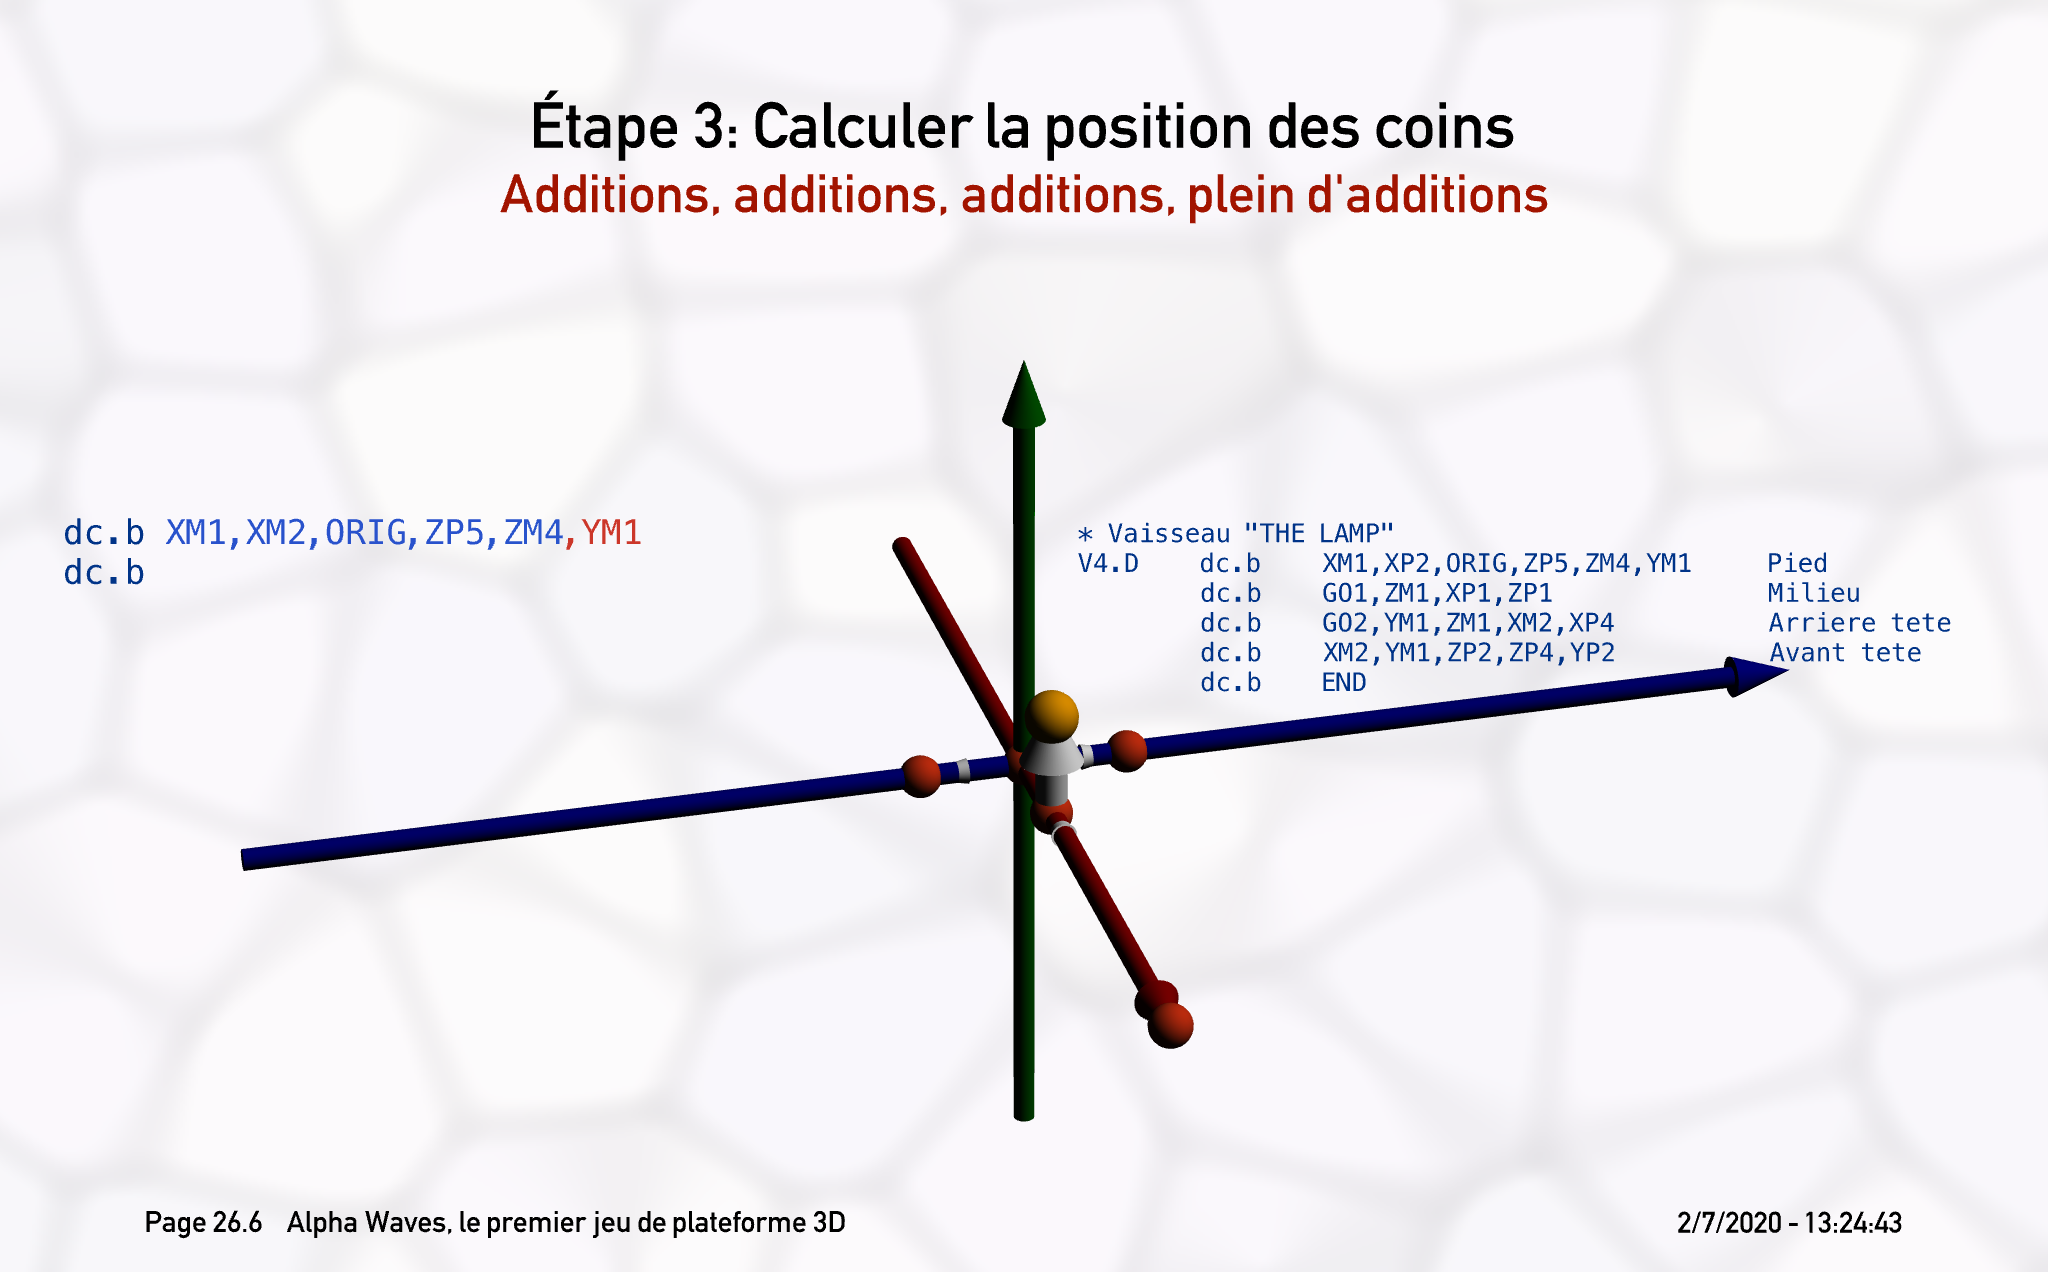 Étape 3: Calculer la position des coins
Additions, additions, additions, plein d'additions
dc.b XM1,XM2,ORIG,ZP5,ZM4,YM1
dc.b
* Vaisseau "THE LAMP"
V4.D dc.b XM1,XP2,ORIG,ZP5,ZM4,YM1 Pied
dc.b GO1,ZM1,XP1,ZP1 Milieu
dc.b GO2,YM1,ZM1,XM2,XP4 Arriere tete
dc.b XM2,YM1,ZP2,ZP4,YP2 Avant tete
dc.b END
Page 26.6 Alpha Waves, le premier jeu de plateforme 3D
2/7/2020 - 13:24:43